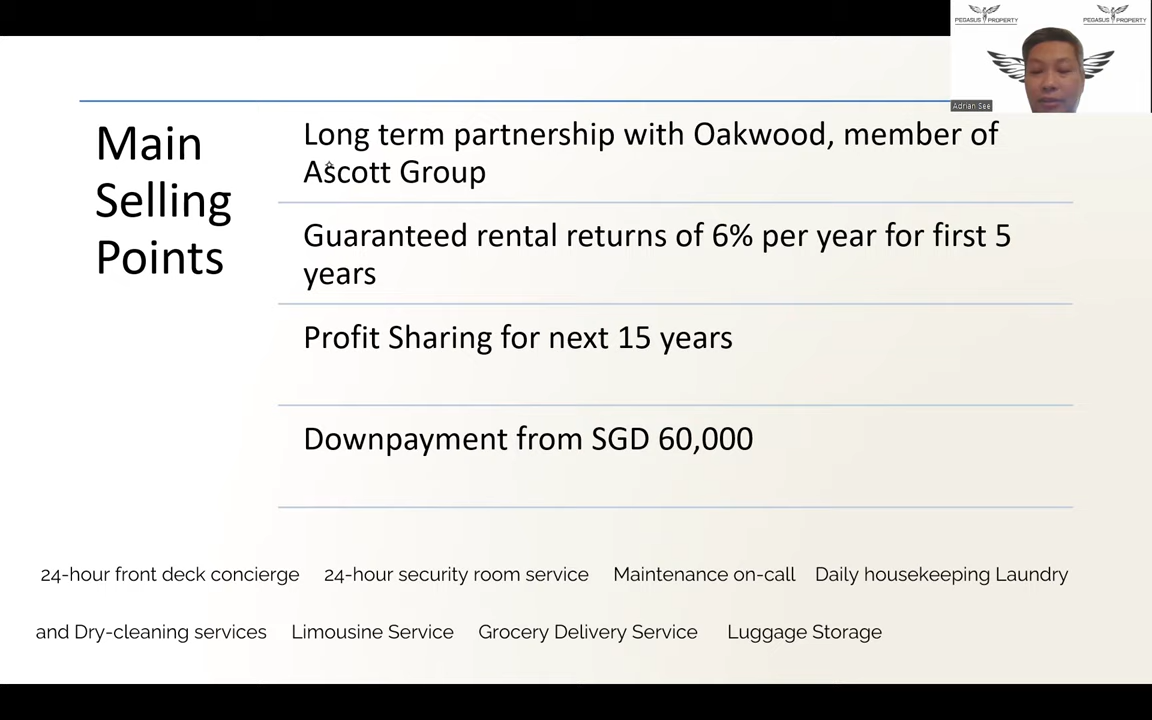 PEGASUS PROPERTY
PEGASUS PROPERTY
Adrian See
Main
Selling
Points
Long term partnership with Oakwood, member of
Ascott Group
Guaranteed rental returns of 6% per year for first 5
years
Profit Sharing for next 15 years
Downpayment from SGD 60,000
24-hour front deck concierge 24-hour security room service Maintenance on-call Daily housekeeping Laundry
and Dry-cleaning services Limousine Service Grocery Delivery Service Luggage Storage